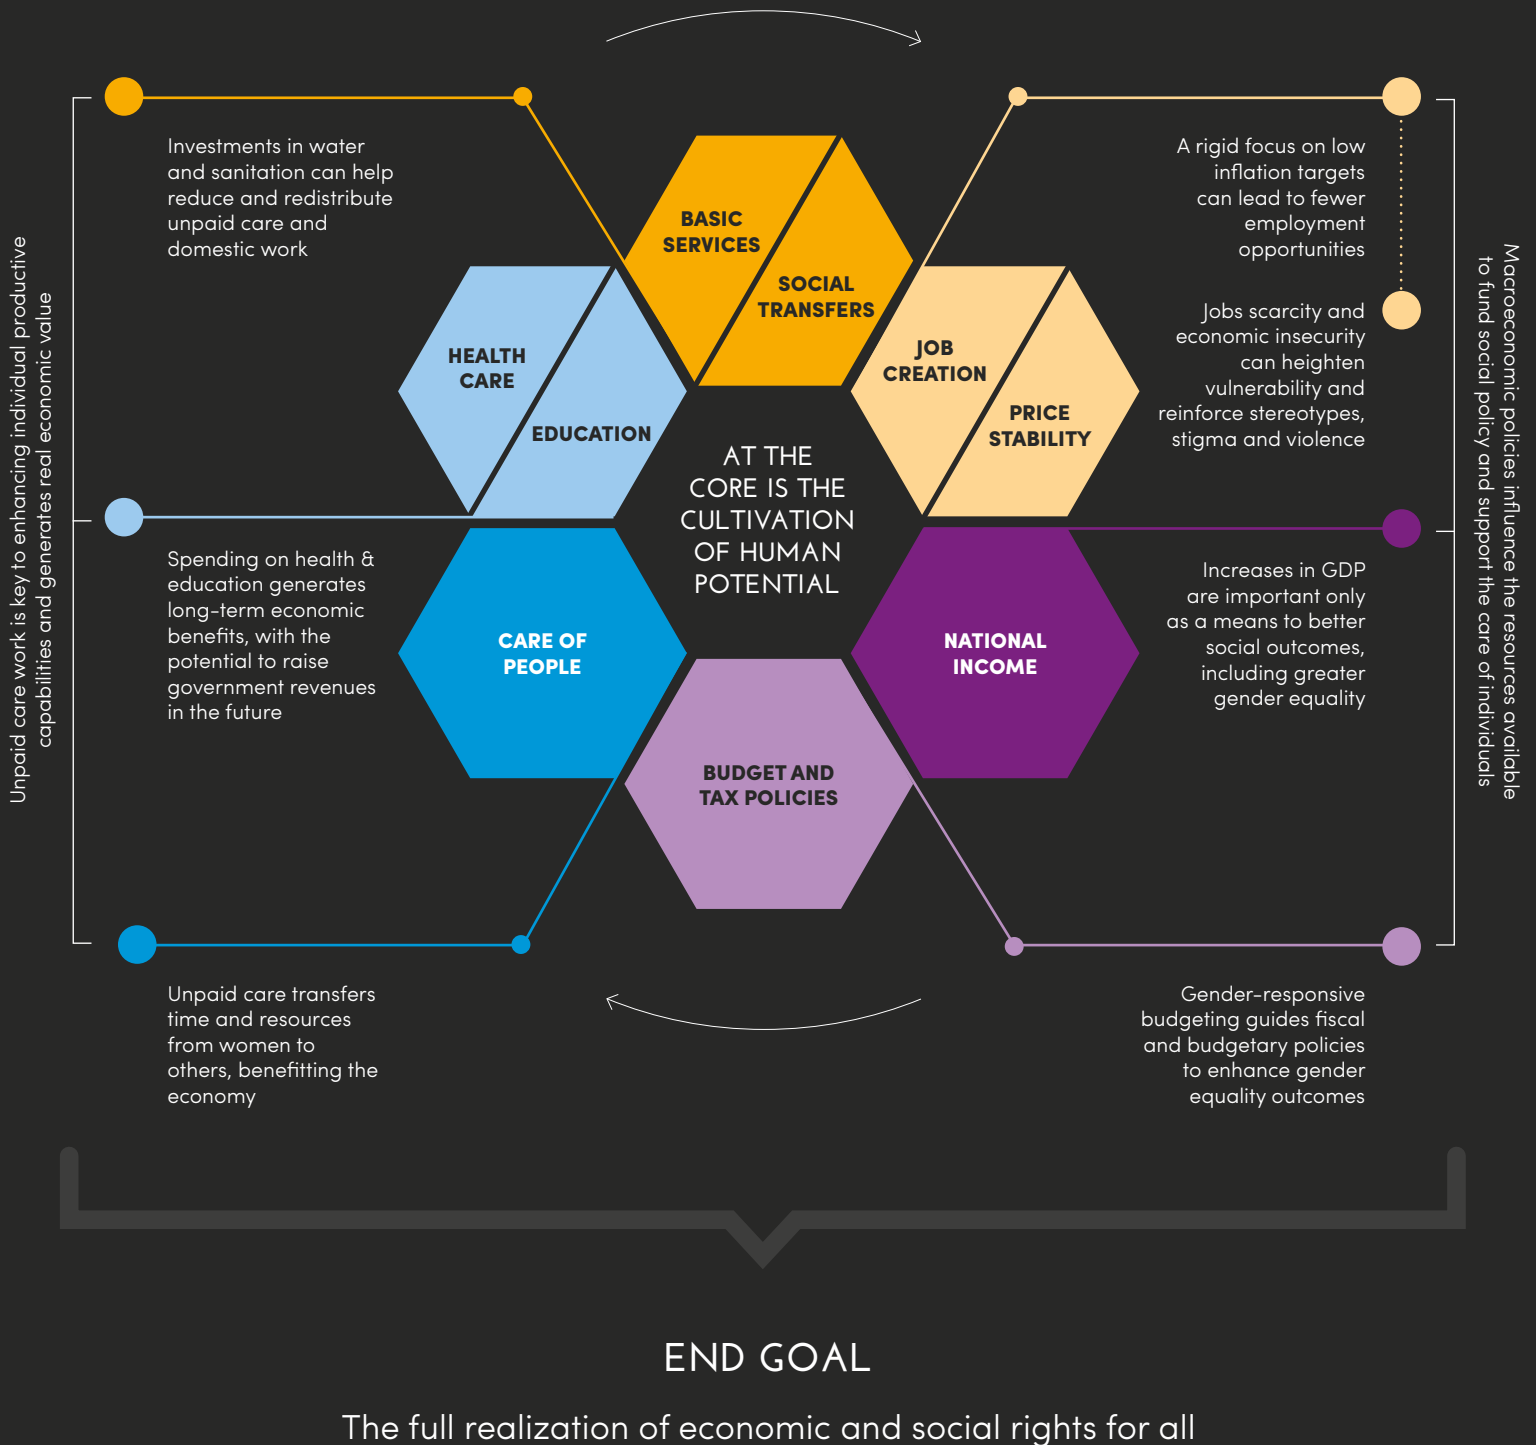 Unpaid care work is key to enhancing individual productive
capabilities and generates real economic value
Investments in water
and sanitation can help
reduce and redistribute
unpaid care and
domestic work
Spending on health &
education generates
long-term economic
benefits, with the
potential to raise
government revenues
in the future
Unpaid care transfers
time and resources
from women to
others, benefitting the
economy
BASIC
SERVICES
SOCIAL
TRANSFERS
HEALTH
CARE
EDUCATION
JOB
CREATION
PRICE
STABILITY
AT THE
CORE IS THE
CULTIVATION
OF HUMAN
POTENTIAL
CARE OF
PEOPLE
NATIONAL
INCOME
BUDGET AND
TAX POLICIES
A rigid focus on low
inflation targets
can lead to fewer
employment
opportunities
Jobs scarcity and
economic insecurity
can heighten
vulnerability and
reinforce stereotypes,
stigma and violence
Increases in GDP
are important only
as a means to better
social outcomes,
including greater
gender equality
Gender-responsive
budgeting guides fiscal
and budgetary policies
to enhance gender
equality outcomes
Macroeconomic policies influence the resources available
to fund social policy and support the care of individuals
END GOAL
The full realization of economic and social rights for all